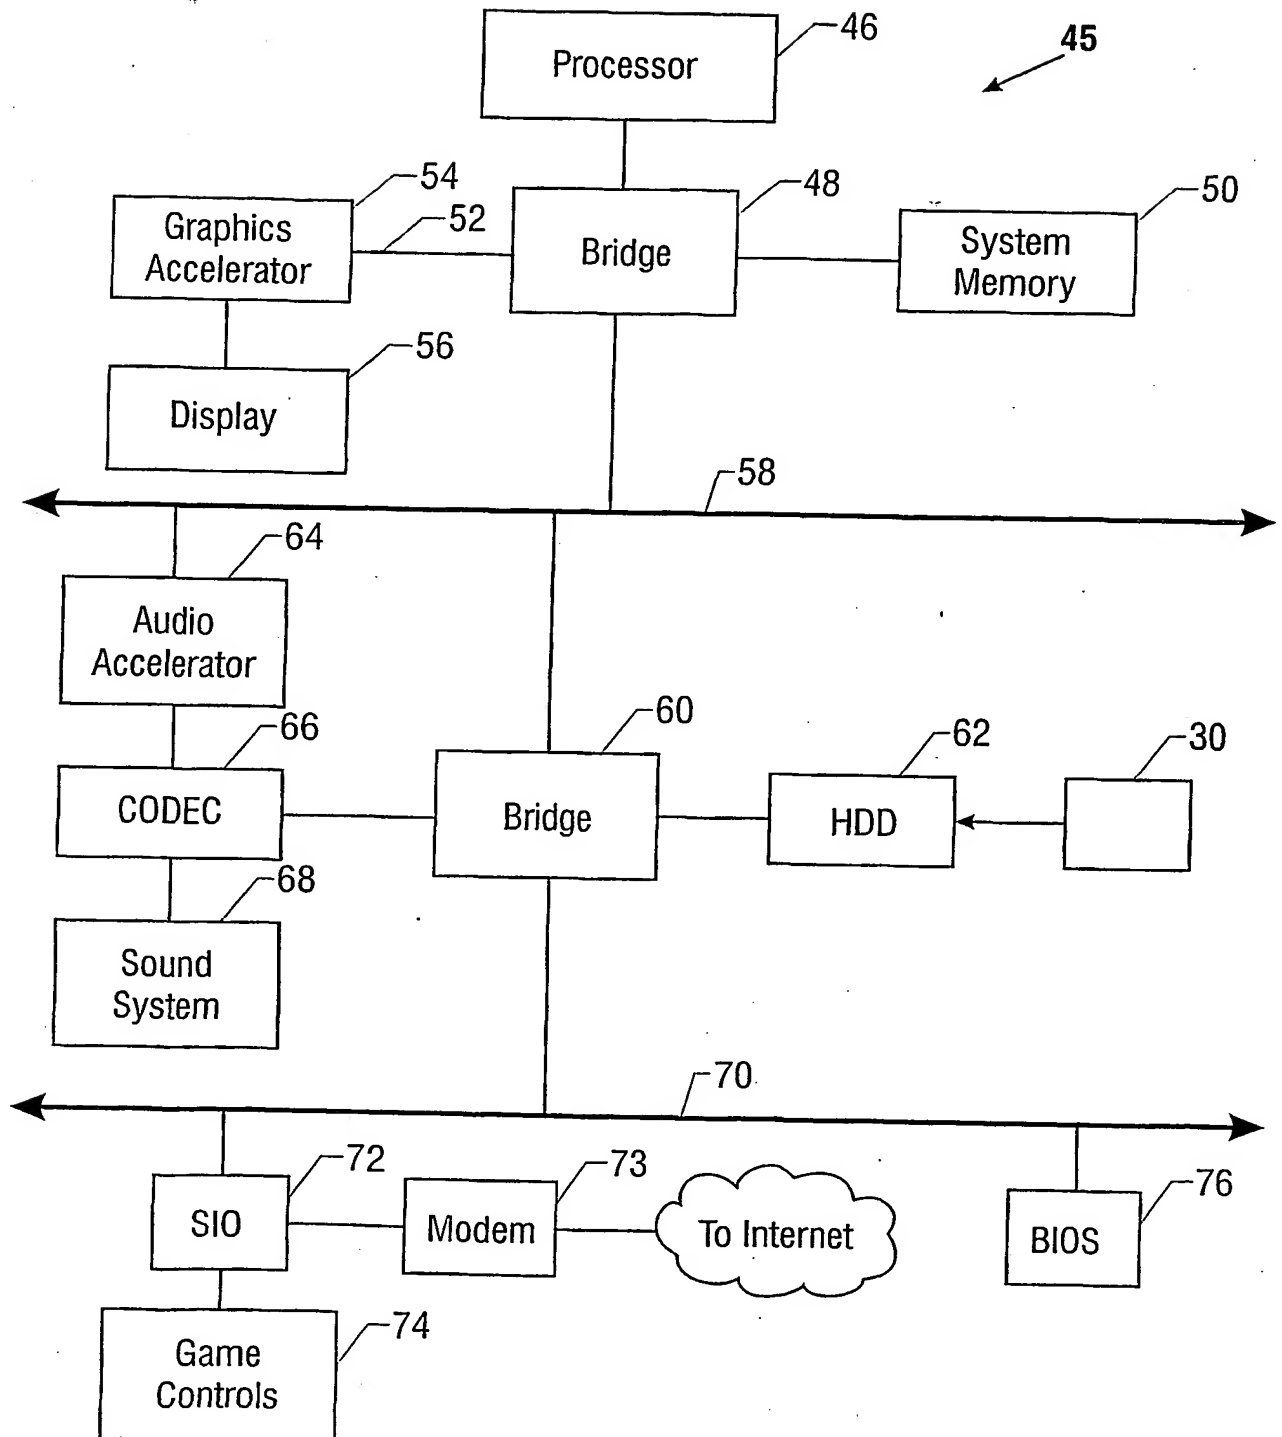 46
Processor
45
54
48
50
52
Graphics
Accelerator
Bridge
System
Memory
56
Display
58
64
Audio
Accelerator
66
60
62
30
CODEC
Bridge
HDD
68
Sound
System
70
72
73
76
SIO
Modem
To Internet
BIOS
74
Game
Controls